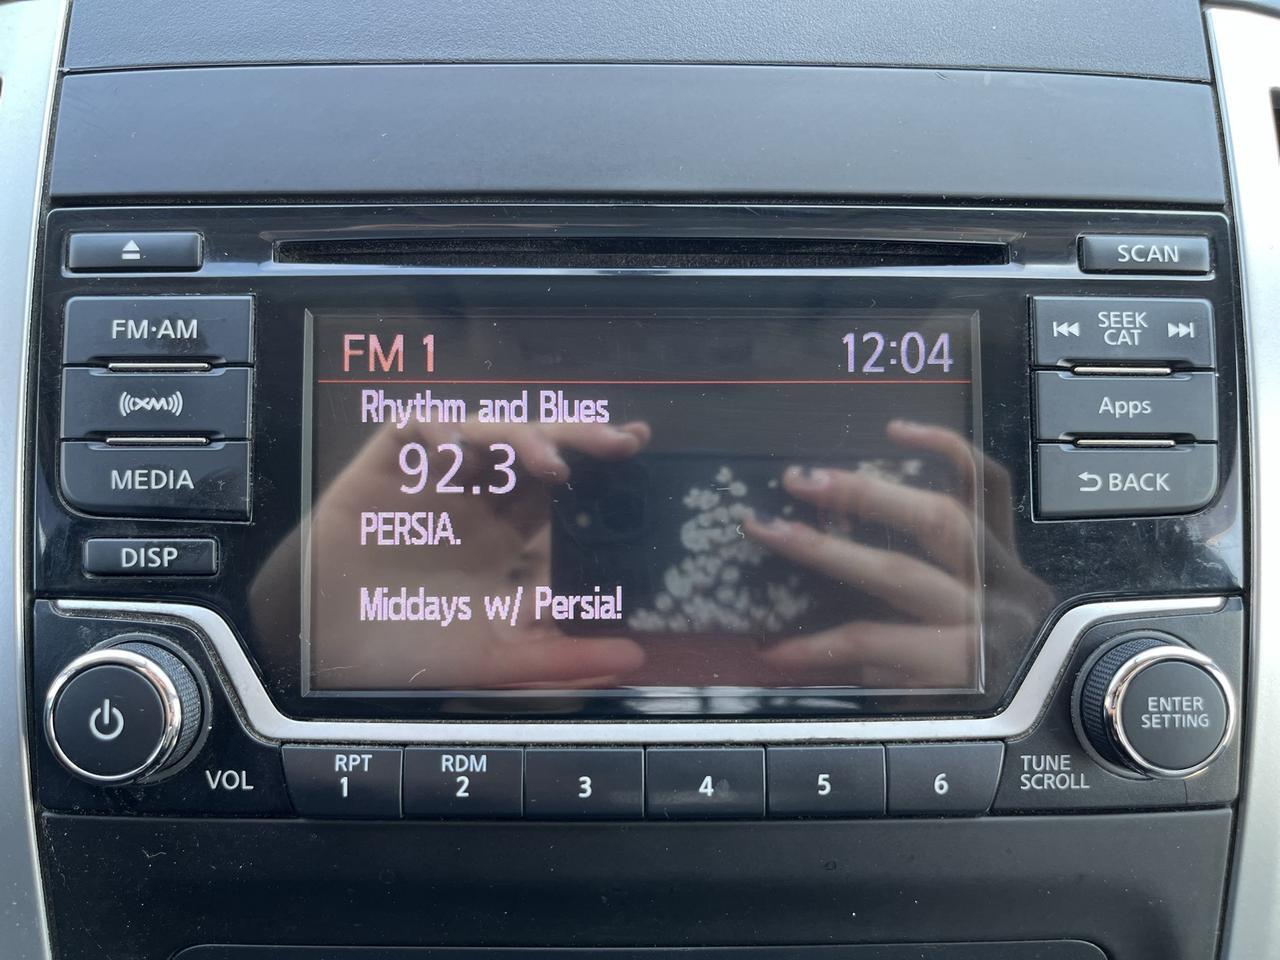 SCAN
FM·AM
SEEK
CAT
FM 1
12:04
Rhythm and Blues
((XM))
Apps
92.3
MEDIA
BACK
PERSIA.
DISP
Middays w/ Persia!
ENTER
SETTING
VOL
RPT
1
RDM
2
3
4
5
6
TUNE
SCROLL